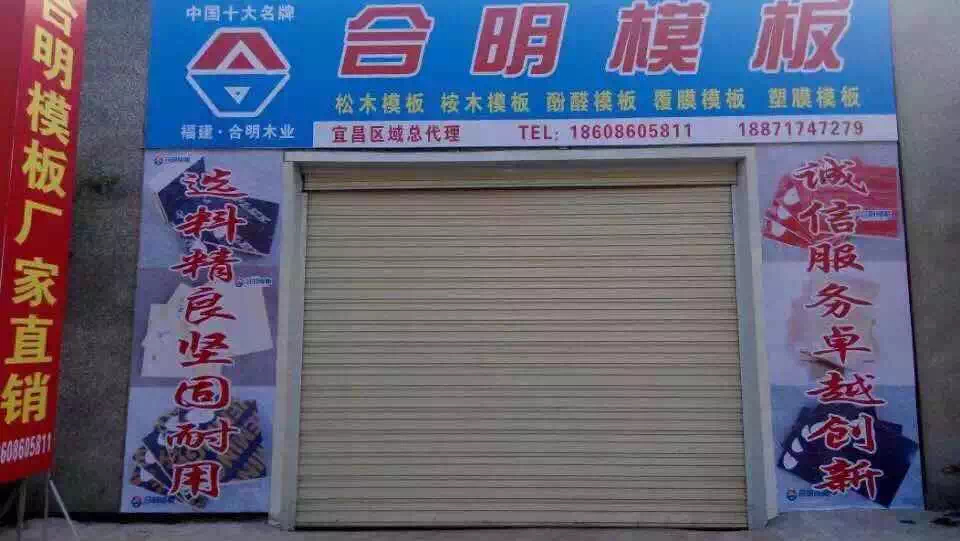 中国十大名牌
合明模板
松木模板 桉木模板 酚醛模板 覆膜模板 塑膜模板
福建·合明木业
宜昌区域总代理 TEL: 18608605811 18871747279
合明模板厂家直销
608605811
选料精良坚固耐用
诚信服务卓越创新